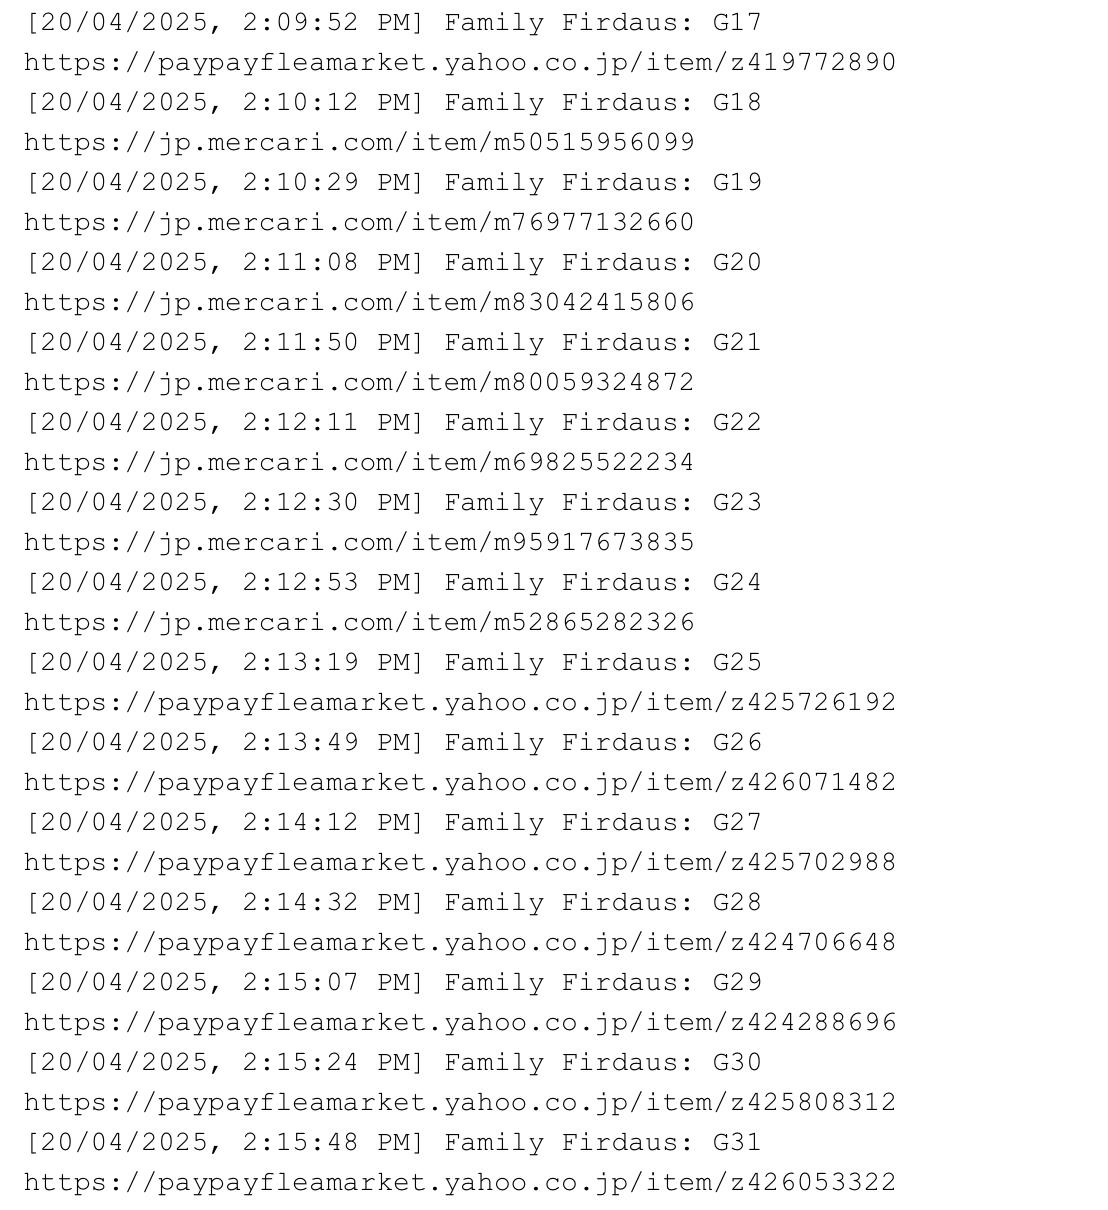 [20/04/2025, 2:09:52 PM] Family Firdaus: G17
https://paypayfleamarket.yahoo.co.jp/item/z419772890
[20/04/2025, 2:10:12 PM] Family Firdaus: G18
https://jp.mercari.com/item/m50515956099
[20/04/2025, 2:10:29 PM] Family Firdaus: G19
https://jp.mercari.com/item/m76977132660
[20/04/2025, 2:11:08 PM] Family Firdaus: G20
https://jp.mercari.com/item/m83042415806
[20/04/2025, 2:11:50 PM] Family Firdaus: G21
https://jp.mercari.com/item/m80059324872
[20/04/2025, 2:12:11 PM] Family Firdaus: G22
https://jp.mercari.com/item/m69825522234
[20/04/2025, 2:12:30 PM] Family Firdaus: G23
https://jp.mercari.com/item/m95917673835
[20/04/2025, 2:12:53 PM] Family Firdaus: G24
https://jp.mercari.com/item/m52865282326
[20/04/2025, 2:13:19 PM] Family Firdaus: G25
https://paypayfleamarket.yahoo.co.jp/item/z425726192
[20/04/2025, 2:13:49 PM] Family Firdaus: G26
https://paypayfleamarket.yahoo.co.jp/item/z426071482
[20/04/2025, 2:14:12 PM] Family Firdaus: G27
https://paypayfleamarket.yahoo.co.jp/item/z425702988
[20/04/2025, 2:14:32 PM] Family Firdaus: G28
https://paypayfleamarket.yahoo.co.jp/item/z424706648
[20/04/2025, 2:15:07 PM] Family Firdaus: G29
https://paypayfleamarket.yahoo.co.jp/item/z424288696
[20/04/2025, 2:15:24 PM] Family Firdaus: G30
https://paypayfleamarket.yahoo.co.jp/item/z425808312
[20/04/2025, 2:15:48 PM] Family Firdaus: G31
https://paypayfleamarket.yahoo.co.jp/item/z426053322